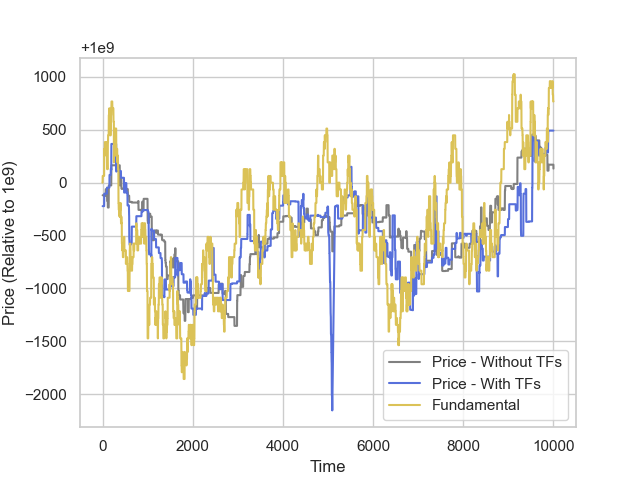 +1e9
1000
500
0
−500
−1000
−1500
−2000
Price (Relative to 1e9)
Price - Without TFs
Price - With TFs
Fundamental
0 2000 4000 6000 8000 10000
Time